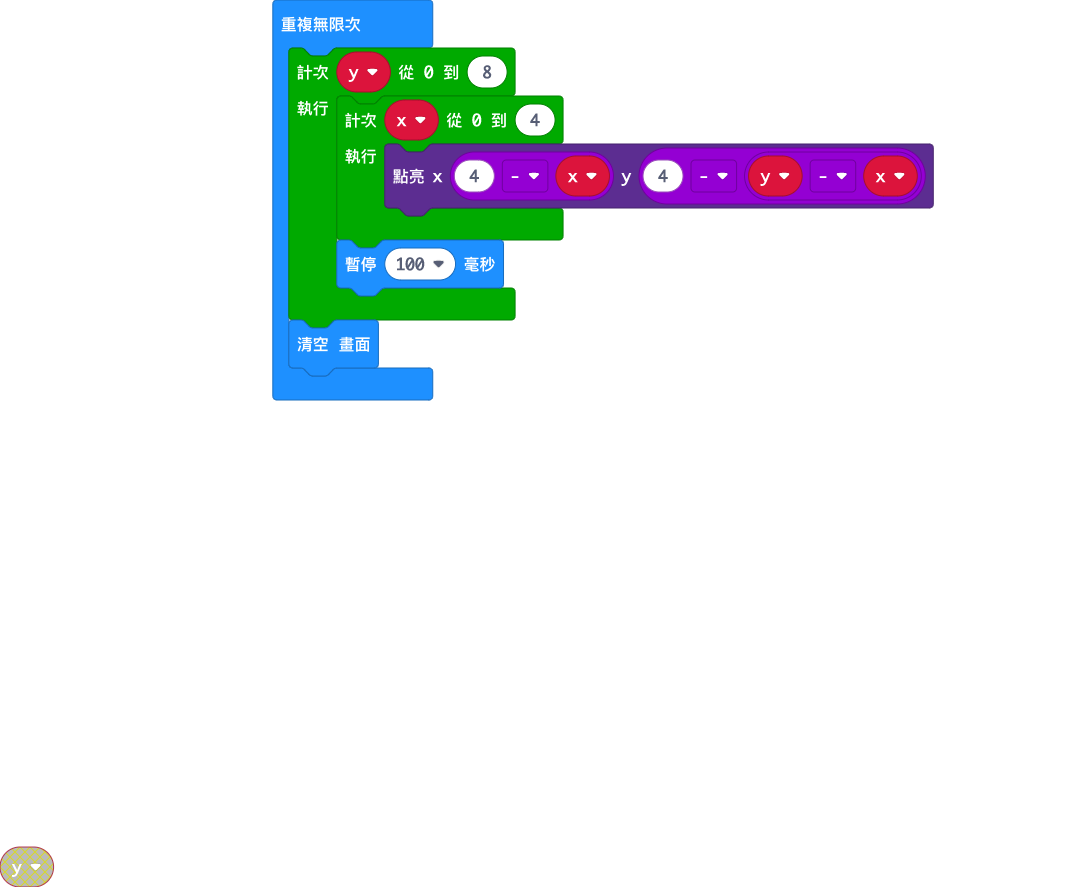 重複無限次
計次 y 從 0 到 8
執行
計次 x 從 0 到 4
執行
點亮 x 4 - x y 4 - y - x
暫停 100 毫秒
清空 畫面
y